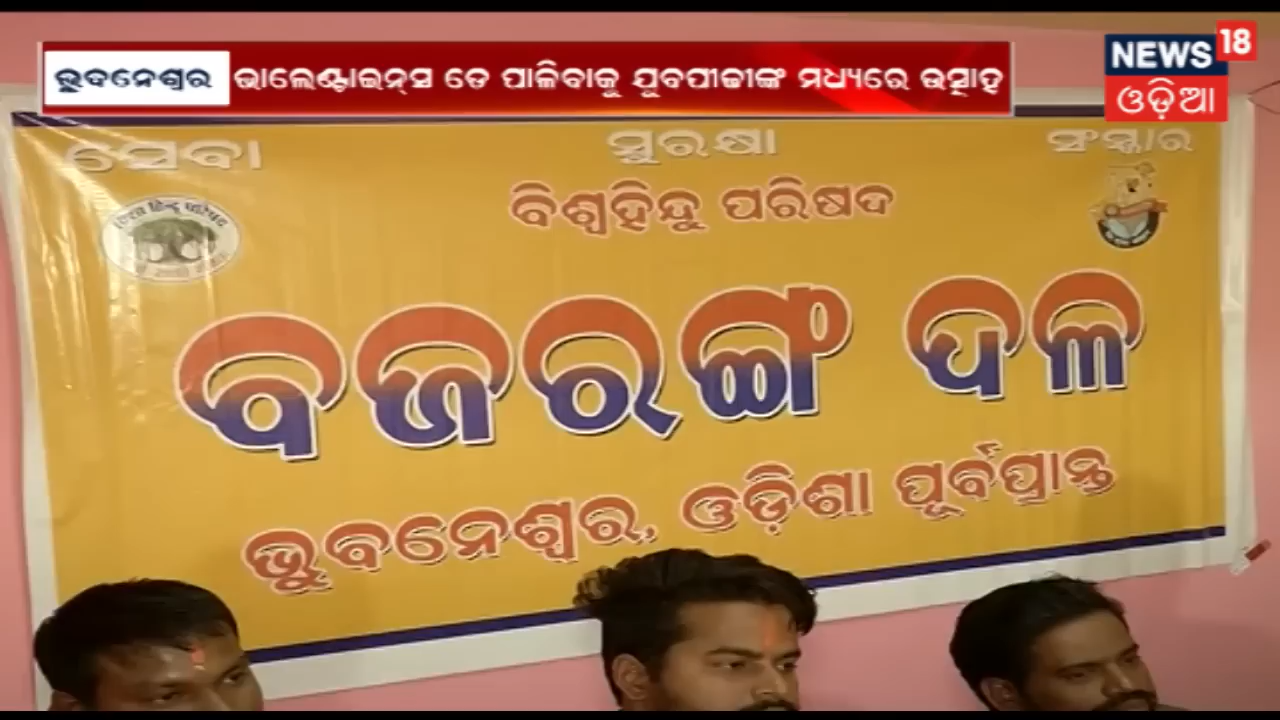 ଭୁବନେଶ୍ୱର ଭାଲେଣ୍ଟାଇନ୍‌ସ ଡେ ପାଳିବାକୁ ଯୁବପୀଢୀଙ୍କ ମଧ୍ୟରେ ଉତ୍ସାହ
NEWS 18
ଓଡ଼ିଆ
ସେବା ସୁରକ୍ଷା ସଂସ୍କାର
ବିଶ୍ୱହିନ୍ଦୁ ପରିଷଦ
ବଜରଙ୍ଗ ଦଳ
ଭୁବନେଶ୍ୱର, ଓଡ଼ିଶା ପୂର୍ବପ୍ରାନ୍ତ